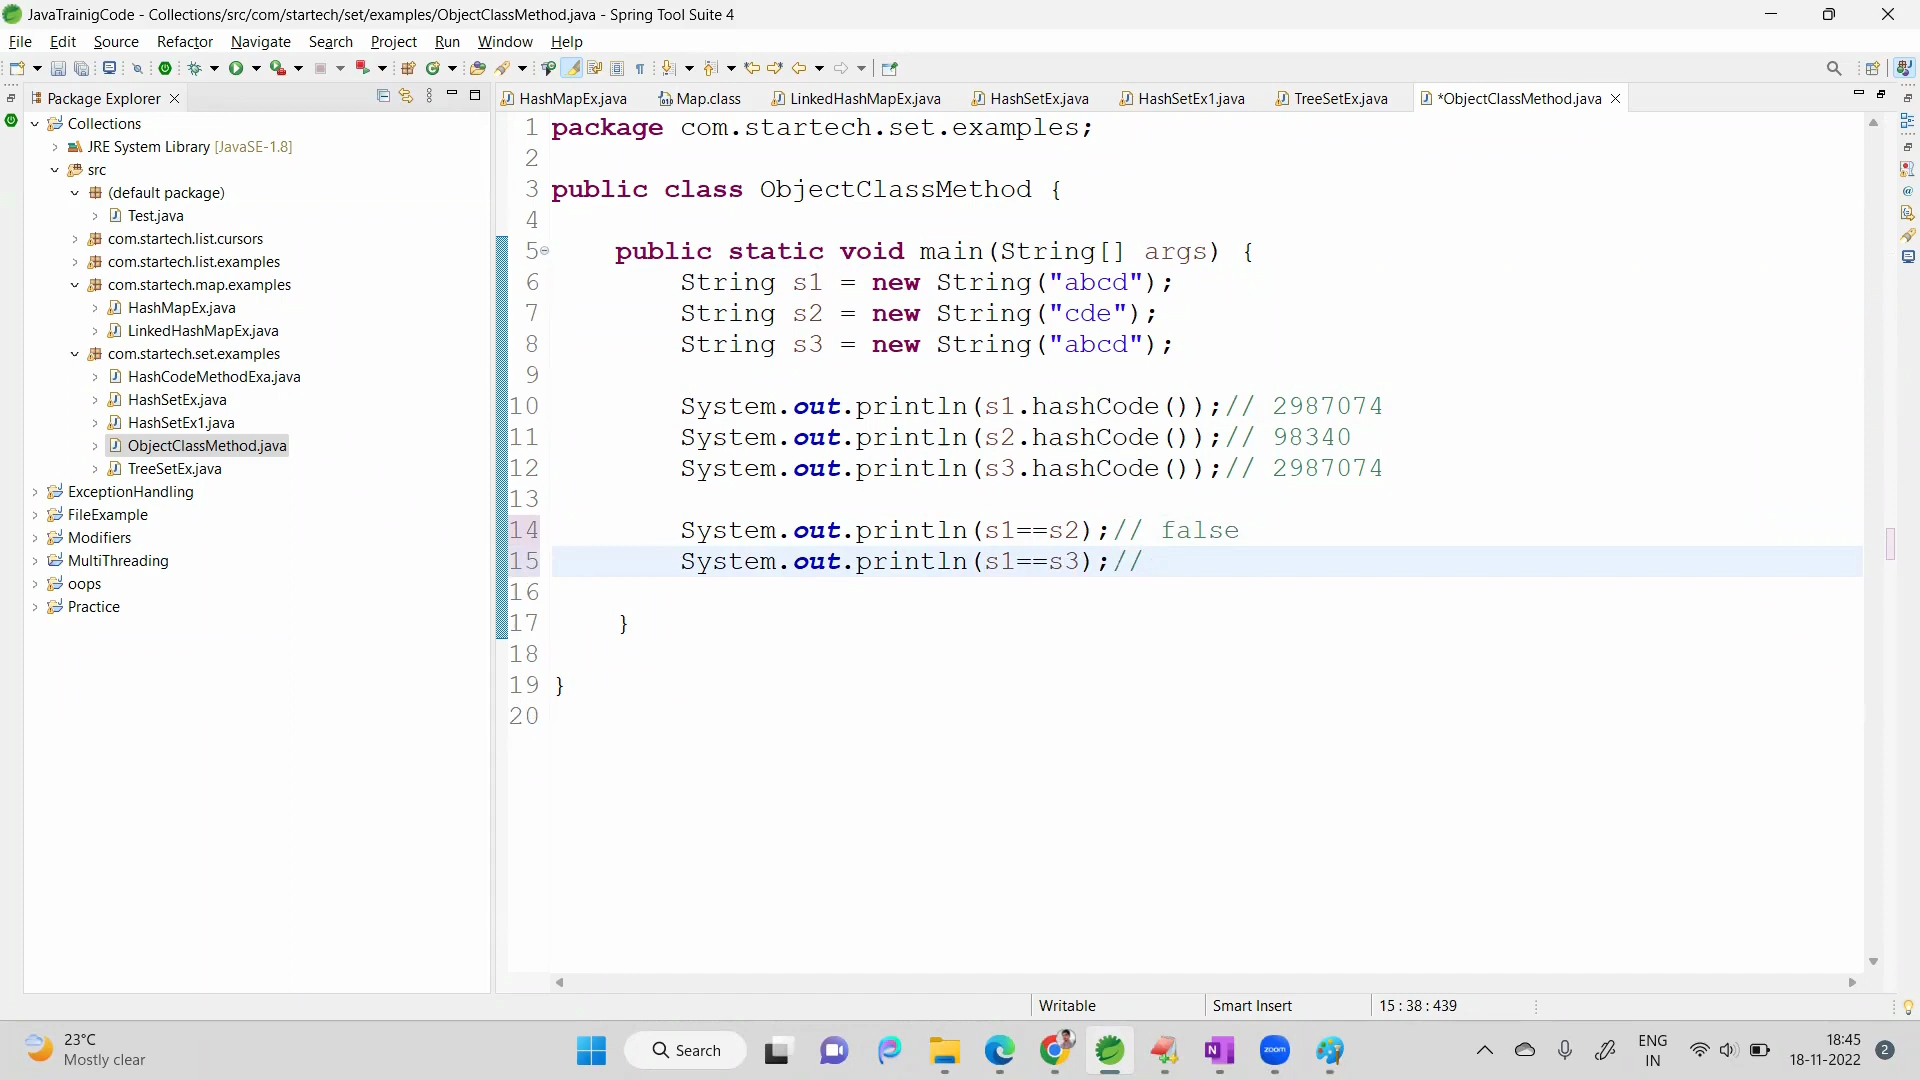 JavaTrainigCode - Collections/src/com/startech/set/examples/ObjectClassMethod.java - Spring Tool Suite 4
File Edit Source Refactor Navigate Search Project Run Window Help
Package Explorer
HashMapEx.java Map.class LinkedHashMapEx.java HashSetEx.java HashSetEx1.java TreeSetEx.java *ObjectClassMethod.java
Collections
JRE System Library [JavaSE-1.8]
src
(default package)
Test.java
com.startech.list.cursors
com.startech.list.examples
com.startech.map.examples
HashMapEx.java
LinkedHashMapEx.java
com.startech.set.examples
HashCodeMethodExa.java
HashSetEx.java
HashSetEx1.java
ObjectClassMethod.java
TreeSetEx.java
ExceptionHandling
FileExample
Modifiers
MultiThreading
oops
Practice
1 package com.startech.set.examples;
2
3 public class ObjectClassMethod {
4
5 public static void main(String[] args) {
6 String s1 = new String("abcd");
7 String s2 = new String("cde");
8 String s3 = new String("abcd");
9
10 System.out.println(s1.hashCode());// 2987074
11 System.out.println(s2.hashCode());// 98340
12 System.out.println(s3.hashCode());// 2987074
13
14 System.out.println(s1==s2);// false
15 System.out.println(s1==s3);//
16
17 }
18
19 }
20
Writable Smart Insert 15 : 38 : 439
23°C
Mostly clear
Search
zoom
ENG
IN
18:45
18-11-2022
2